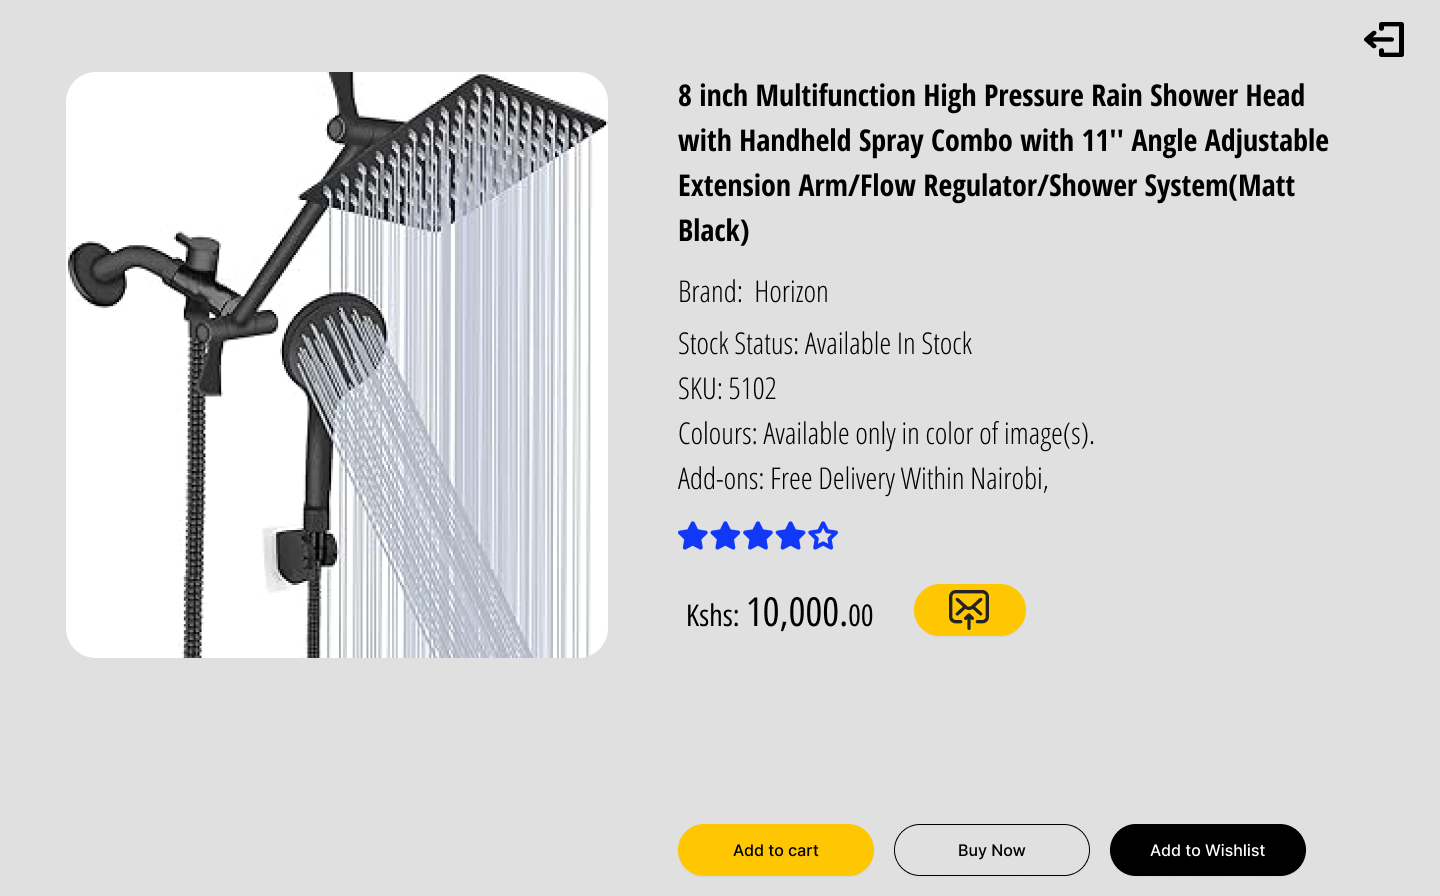 8 inch Multifunction High Pressure Rain Shower Head
with Handheld Spray Combo with 11'' Angle Adjustable
Extension Arm/Flow Regulator/Shower System(Matt
Black)
Brand:  Horizon
Stock Status: Available In Stock
SKU: 5102
Colours: Available only in color of image(s).
Add-ons: Free Delivery Within Nairobi,
Kshs: 10,000.00
Add to cart
Buy Now
Add to Wishlist